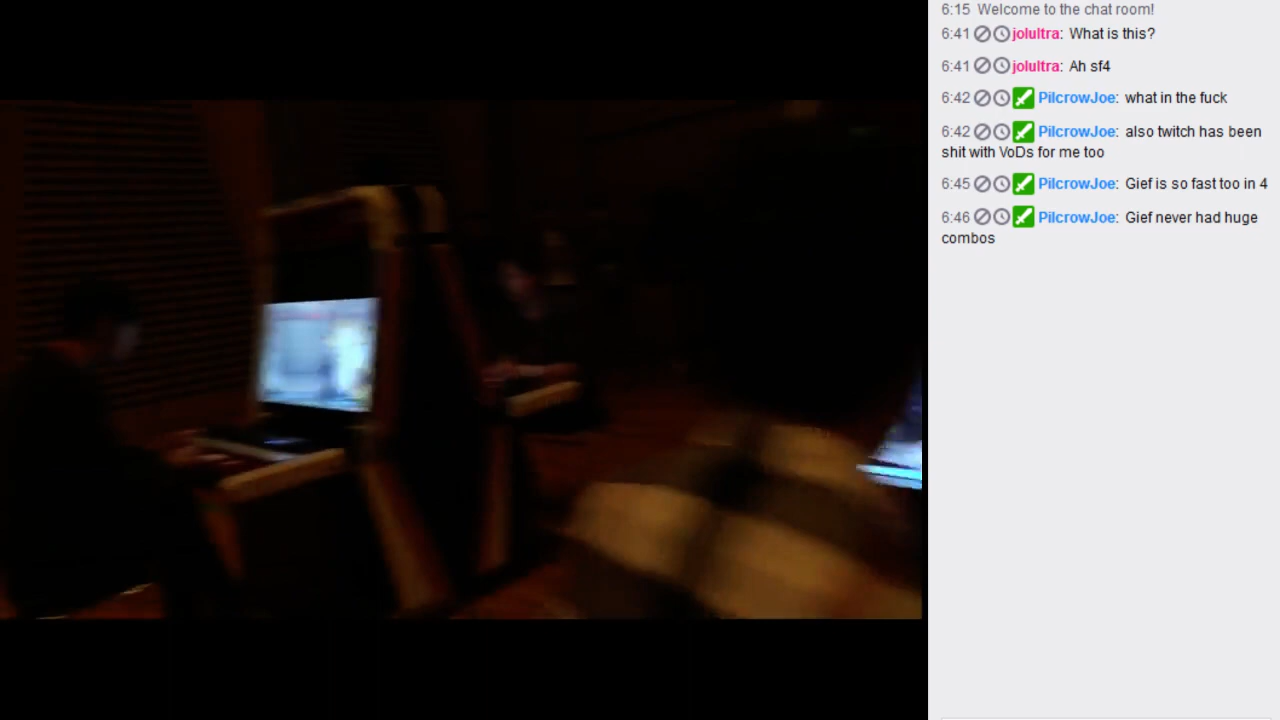 6:15 Welcome to the chat room!
6:41 jolultra: What is this?
6:41 jolultra: Ah sf4
6:42 PilcrowJoe: what in the fuck
6:42 PilcrowJoe: also twitch has been
shit with VoDs for me too
6:45 PilcrowJoe: Gief is so fast too in 4
6:46 PilcrowJoe: Gief never had huge
combos